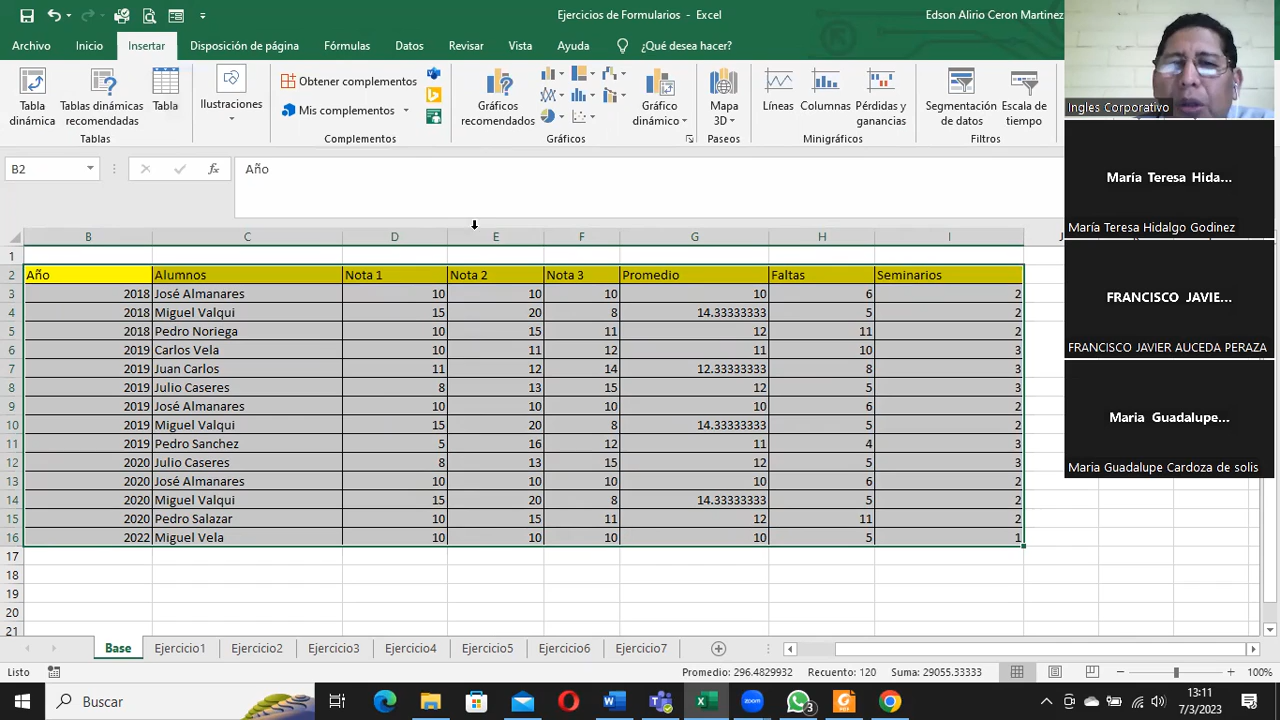 Ejercicios de Formularios - Excel
Edson Alirio Ceron Martinez
Archivo Inicio Insertar Disposición de página Fórmulas Datos Revisar Vista Ayuda ¿Qué desea hacer?
Tabla dinámica
Tablas dinámicas recomendadas
Tabla
Tablas
Ilustraciones
Obtener complementos
Mis complementos
Complementos
Gráficos recomendados
Gráfico dinámico
Gráficos
Mapa 3D
Paseos
Líneas
Columnas
Pérdidas y ganancias
Minigráficos
Segmentación de datos
Escala de tiempo
Filtros
Ingles Corporativo
María Teresa Hida...
María Teresa Hidalgo Godinez
FRANCISCO JAVIE...
FRANCISCO JAVIER AUCEDA PERAZA
Maria Guadalupe...
Maria Guadalupe Cardoza de solis
B2 fx Año
B C D E F G H I J
1
2 Año Alumnos Nota 1 Nota 2 Nota 3 Promedio Faltas Seminarios
3 2018 José Almanares 10 10 10 10 6 2
4 2018 Miguel Valqui 15 20 8 14.33333333 5 2
5 2018 Pedro Noriega 10 15 11 12 11 2
6 2019 Carlos Vela 10 11 12 11 10 3
7 2019 Juan Carlos 11 12 14 12.33333333 8 3
8 2019 Julio Caseres 8 13 15 12 5 3
9 2019 José Almanares 10 10 10 10 6 2
10 2019 Miguel Valqui 15 20 8 14.33333333 5 2
11 2019 Pedro Sanchez 5 16 12 11 4 3
12 2020 Julio Caseres 8 13 15 12 5 3
13 2020 José Almanares 10 10 10 10 6 2
14 2020 Miguel Valqui 15 20 8 14.33333333 5 2
15 2020 Pedro Salazar 10 15 11 12 11 2
16 2022 Miguel Vela 10 10 10 10 5 1
17
18
19
20
21
Base Ejercicio1 Ejercicio2 Ejercicio3 Ejercicio4 Ejercicio5 Ejercicio6 Ejercicio7
Listo Promedio: 296.4829932 Recuento: 120 Suma: 29055.33333 100%
Buscar
zoom
3
13:11
7/3/2023